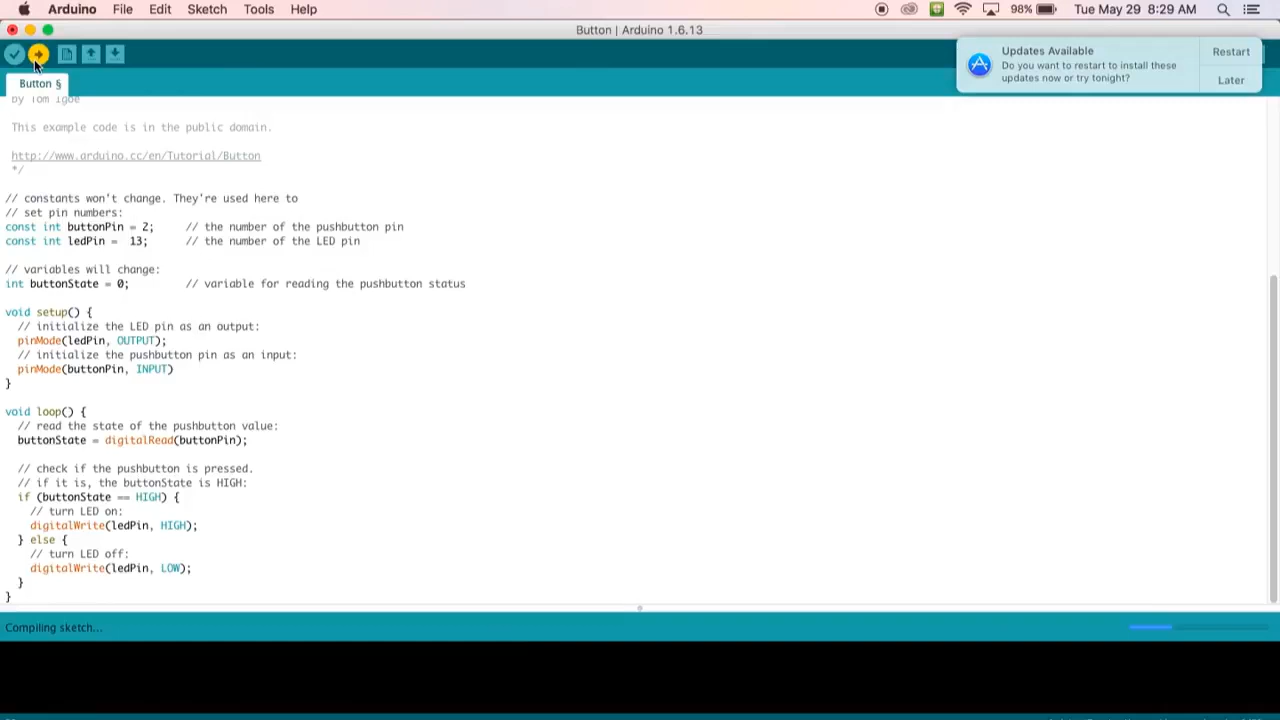 Arduino File Edit Sketch Tools Help 98% Tue May 29 8:29 AM
Button | Arduino 1.6.13
Updates Available
Do you want to restart to install these
updates now or try tonight?
Restart
Later
Button §
by Tom Igoe
This example code is in the public domain.
http://www.arduino.cc/en/Tutorial/Button
*/
// constants won't change. They're used here to
// set pin numbers:
const int buttonPin = 2;     // the number of the pushbutton pin
const int ledPin =  13;      // the number of the LED pin
// variables will change:
int buttonState = 0;         // variable for reading the pushbutton status
void setup() {
  // initialize the LED pin as an output:
  pinMode(ledPin, OUTPUT);
  // initialize the pushbutton pin as an input:
  pinMode(buttonPin, INPUT)
}
void loop() {
  // read the state of the pushbutton value:
  buttonState = digitalRead(buttonPin);
  // check if the pushbutton is pressed.
  // if it is, the buttonState is HIGH:
  if (buttonState == HIGH) {
    // turn LED on:
    digitalWrite(ledPin, HIGH);
  } else {
    // turn LED off:
    digitalWrite(ledPin, LOW);
  }
}
Compiling sketch...